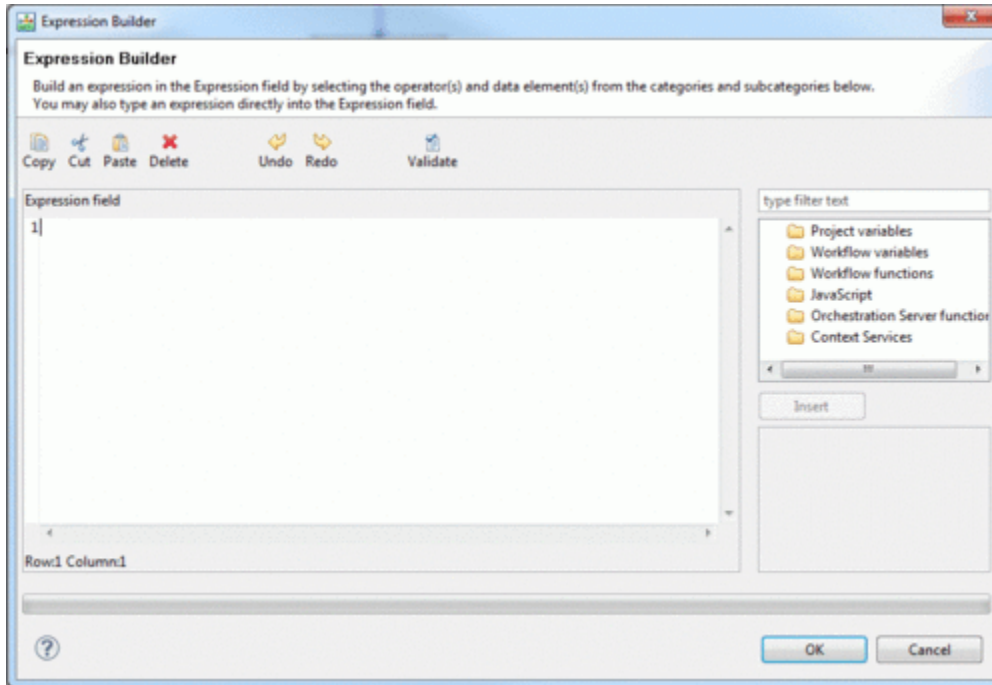 Expression Builder
Expression Builder
Build an expression in the Expression field by selecting the operator(s) and data element(s) from the categories and subcategories below.
You may also type an expression directly into the Expression field.
Copy Cut Paste Delete Undo Redo Validate
Expression field
1
type filter text
Project variables
Workflow variables
Workflow functions
JavaScript
Orchestration Server function
Context Services
Insert
Row:1 Column:1
OK Cancel